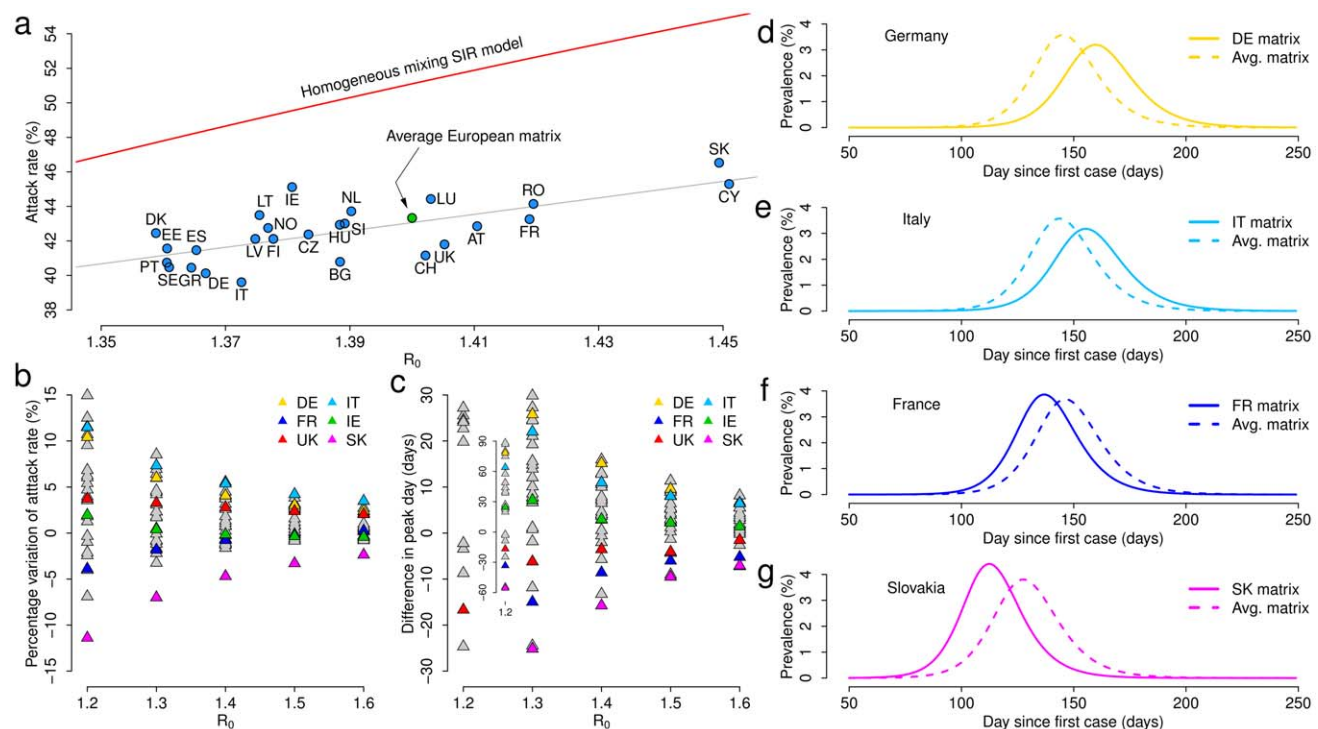 a
Attack rate (%)
54
52
50
48
46
44
42
40
38
Homogeneous mixing SIR model
Average European matrix
SK
CY
RO
FR
LU
AT
UK
CH
NL
SI
HU
BG
IE
LT
NO
CZ
LV
FI
DK
EE
ES
PT
SE
GR
DE
IT
1.35
1.37
1.39
1.41
1.43
1.45
R0
b
Percentage variation of attack rate (%)
15
10
5
0
−5
−10
−15
DE
IT
FR
IE
UK
SK
1.2
1.3
1.4
1.5
1.6
R0
c
Difference in peak day (days)
30
20
10
0
−10
−20
−30
90
60
30
0
−30
−60
1.2
DE
IT
FR
IE
UK
SK
1.2
1.3
1.4
1.5
1.6
R0
d
Germany
Prevalence (%)
4
3
2
1
0
DE matrix
Avg. matrix
50
100
150
200
250
Day since first case (days)
e
Italy
Prevalence (%)
4
3
2
1
0
IT matrix
Avg. matrix
50
100
150
200
250
Day since first case (days)
f
France
Prevalence (%)
4
3
2
1
0
FR matrix
Avg. matrix
50
100
150
200
250
Day since first case (days)
g
Slovakia
Prevalence (%)
4
3
2
1
0
SK matrix
Avg. matrix
50
100
150
200
250
Day since first case (days)